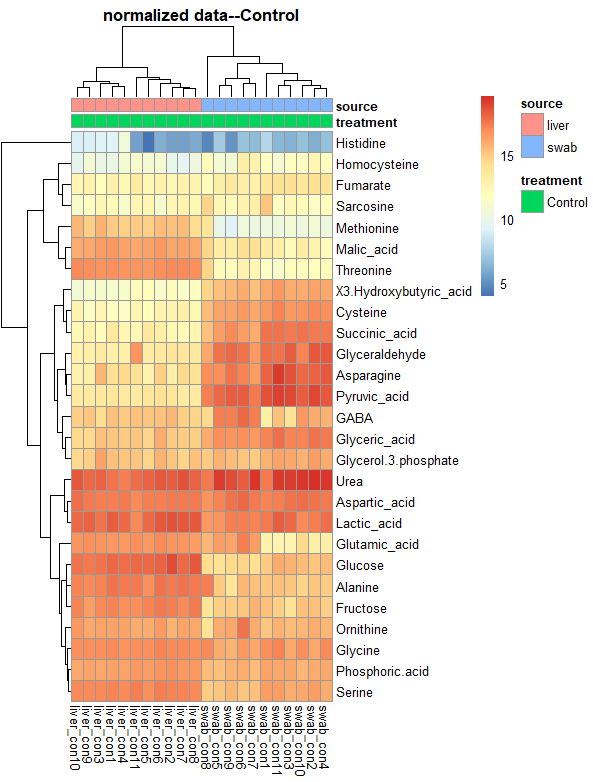 normalized data--Control
source
treatment
Histidine
Homocysteine
Fumarate
Sarcosine
Methionine
Malic_acid
Threonine
X3.Hydroxybutyric_acid
Cysteine
Succinic_acid
Glyceraldehyde
Asparagine
Pyruvic_acid
GABA
Glyceric_acid
Glycerol.3.phosphate
Urea
Aspartic_acid
Lactic_acid
Glutamic_acid
Glucose
Alanine
Fructose
Ornithine
Glycine
Phosphoric.acid
Serine
liver_con10
liver_con9
liver_con3
liver_con1
liver_con4
liver_con11
liver_con5
liver_con6
liver_con2
liver_con7
liver_con8
swab_con8
swab_con5
swab_con9
swab_con6
swab_con7
swab_con1
swab_con11
swab_con3
swab_con10
swab_con2
swab_con4
15
10
5
source
liver
swab
treatment
Control